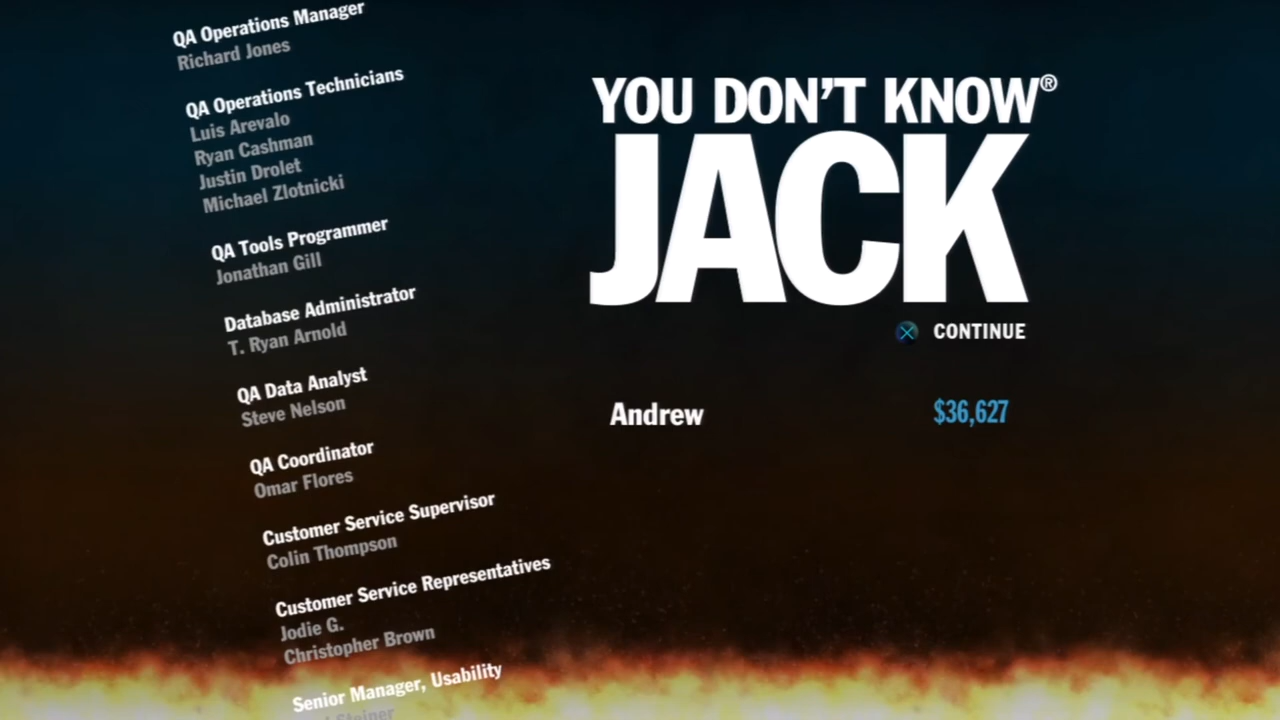 QA Operations Manager
Richard Jones
QA Operations Technicians
Luis Arevalo
Ryan Cashman
Justin Drolet
Michael Zlotnicki
QA Tools Programmer
Jonathan Gill
Database Administrator
T. Ryan Arnold
QA Data Analyst
Steve Nelson
QA Coordinator
Omar Flores
Customer Service Supervisor
Colin Thompson
Customer Service Representatives
Jodie G.
Christopher Brown
Senior Manager, Usability
Steiner
YOU DON'T KNOW®
JACK
CONTINUE
Andrew $36,627